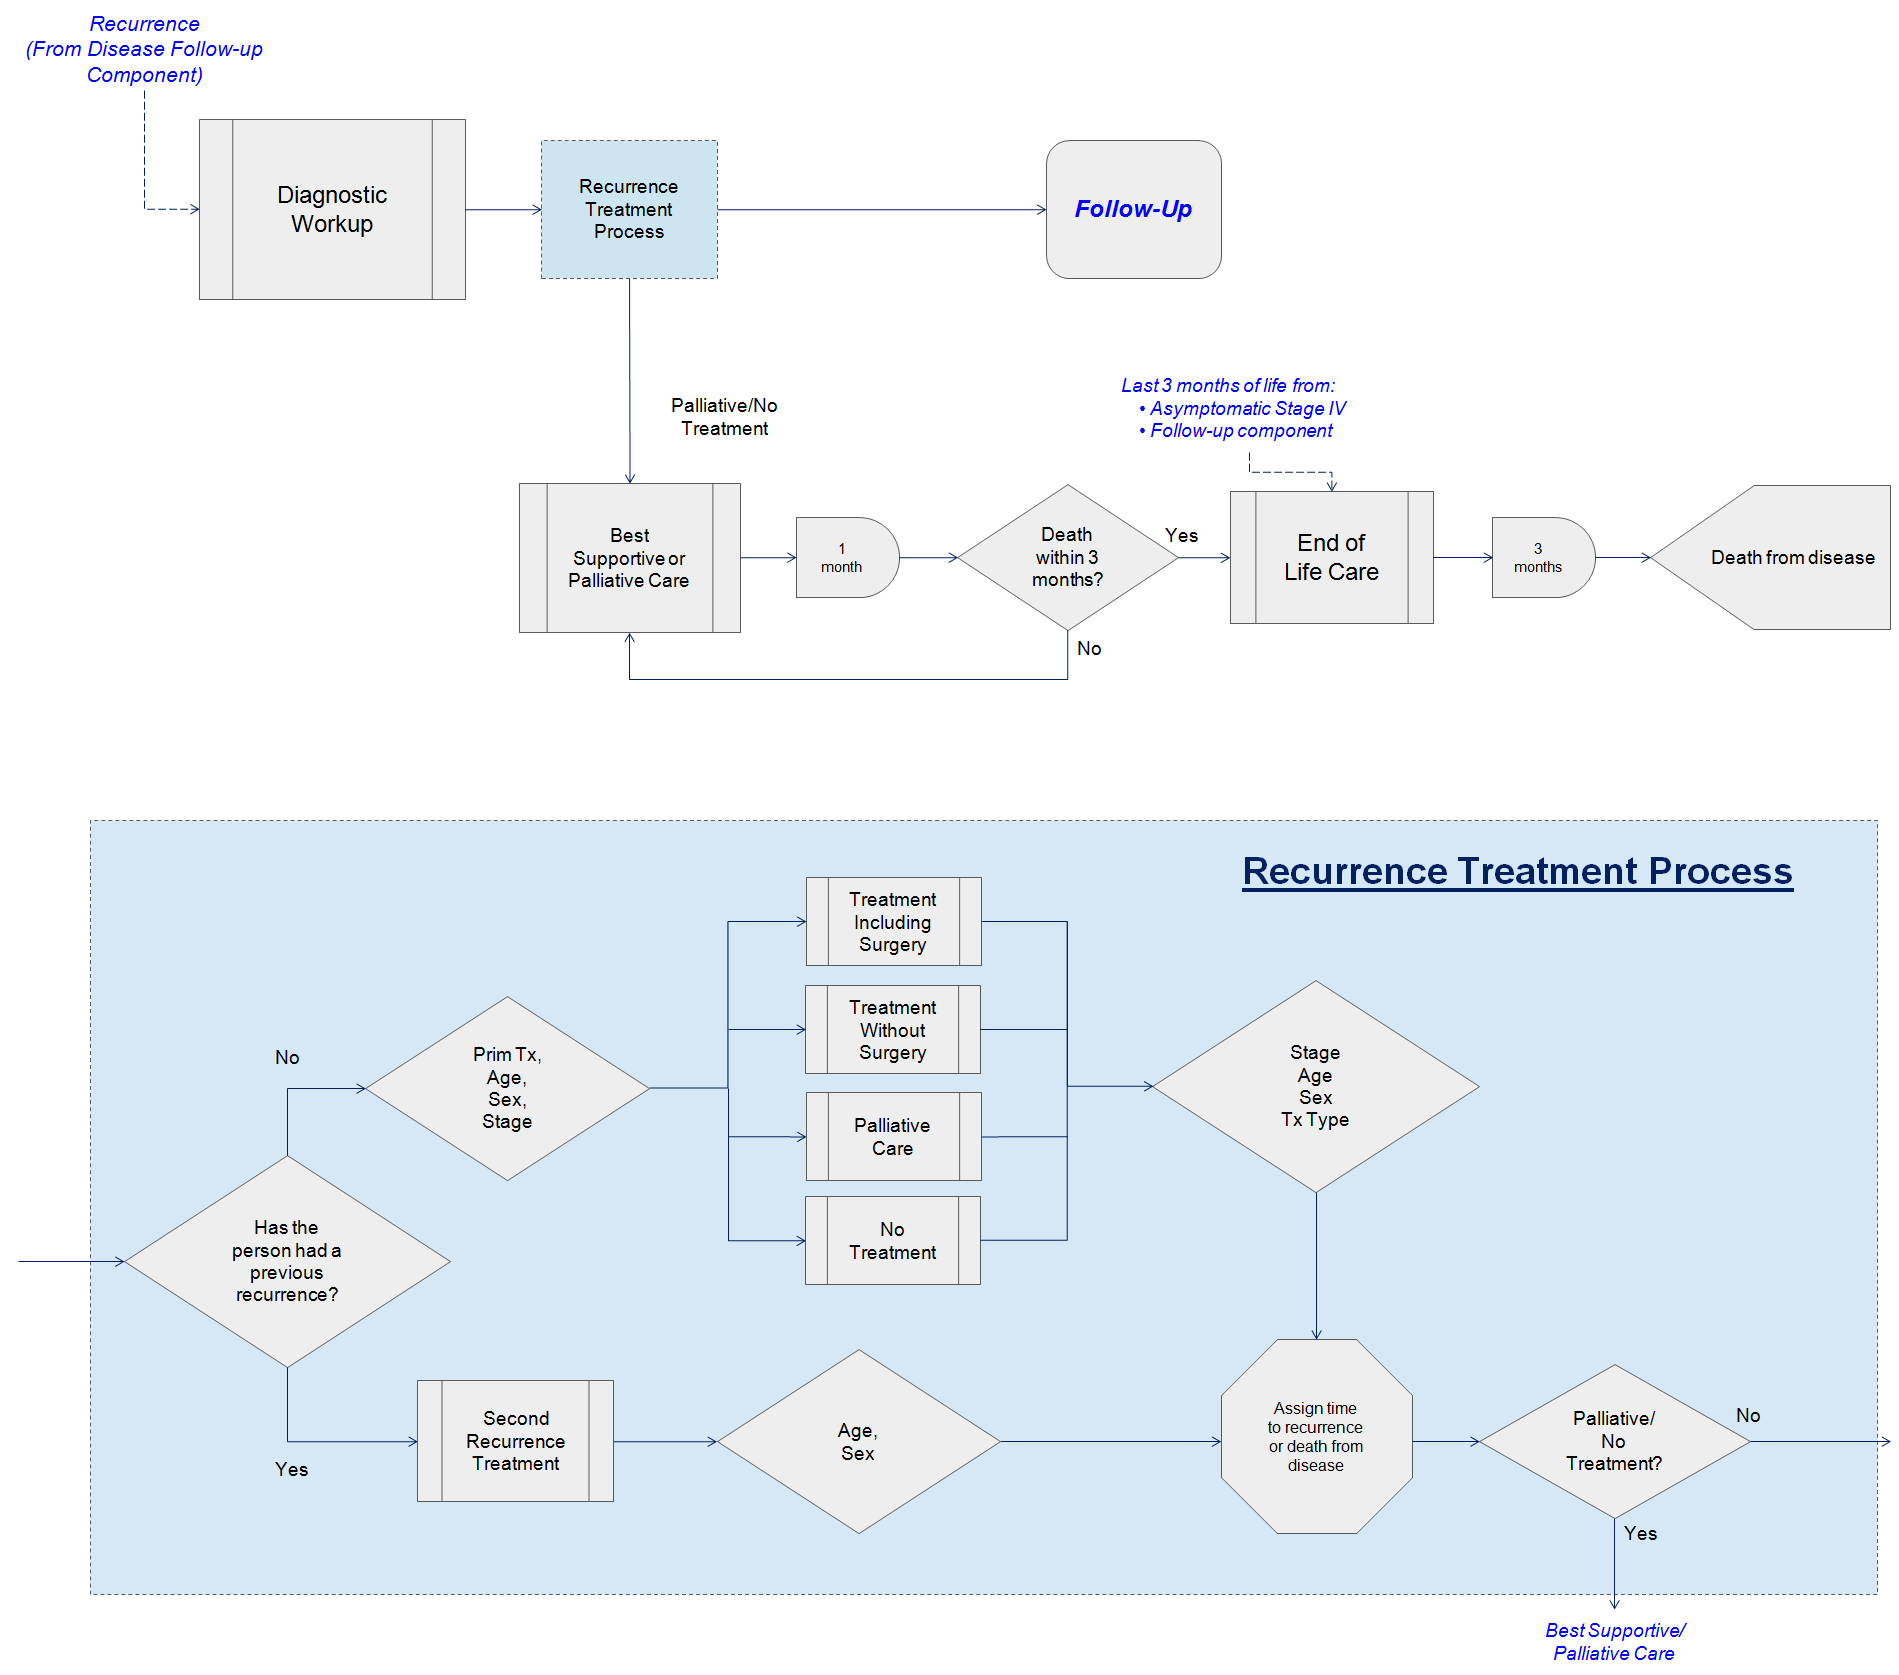 Recurrence
(From Disease Follow-up
Component)
Diagnostic
Workup
Recurrence
Treatment
Process
Follow-Up
Palliative/No
Treatment
Last 3 months of life from:
• Asymptomatic Stage IV
• Follow-up component
Best
Supportive or
Palliative Care
1
month
Death
within 3
months?
Yes
No
End of
Life Care
3
months
Death from disease
Recurrence Treatment Process
Treatment
Including
Surgery
Treatment
Without
Surgery
Palliative
Care
No
Treatment
No
Prim Tx,
Age,
Sex,
Stage
Stage
Age
Sex
Tx Type
Has the
person had a
previous
recurrence?
Yes
Second
Recurrence
Treatment
Age,
Sex
Assign time
to recurrence
or death from
disease
Palliative/
No
Treatment?
No
Yes
Best Supportive/
Palliative Care